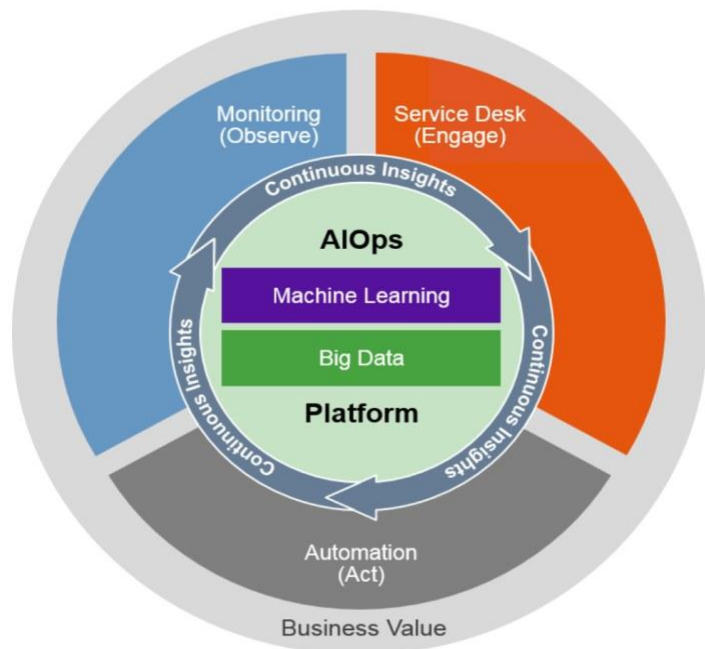 Monitoring
(Observe)
Service Desk
(Engage)
Continuous Insights
AIOps
Machine Learning
Big Data
Platform
Continuous Insights
Continuous Insights
Automation
(Act)
Business Value